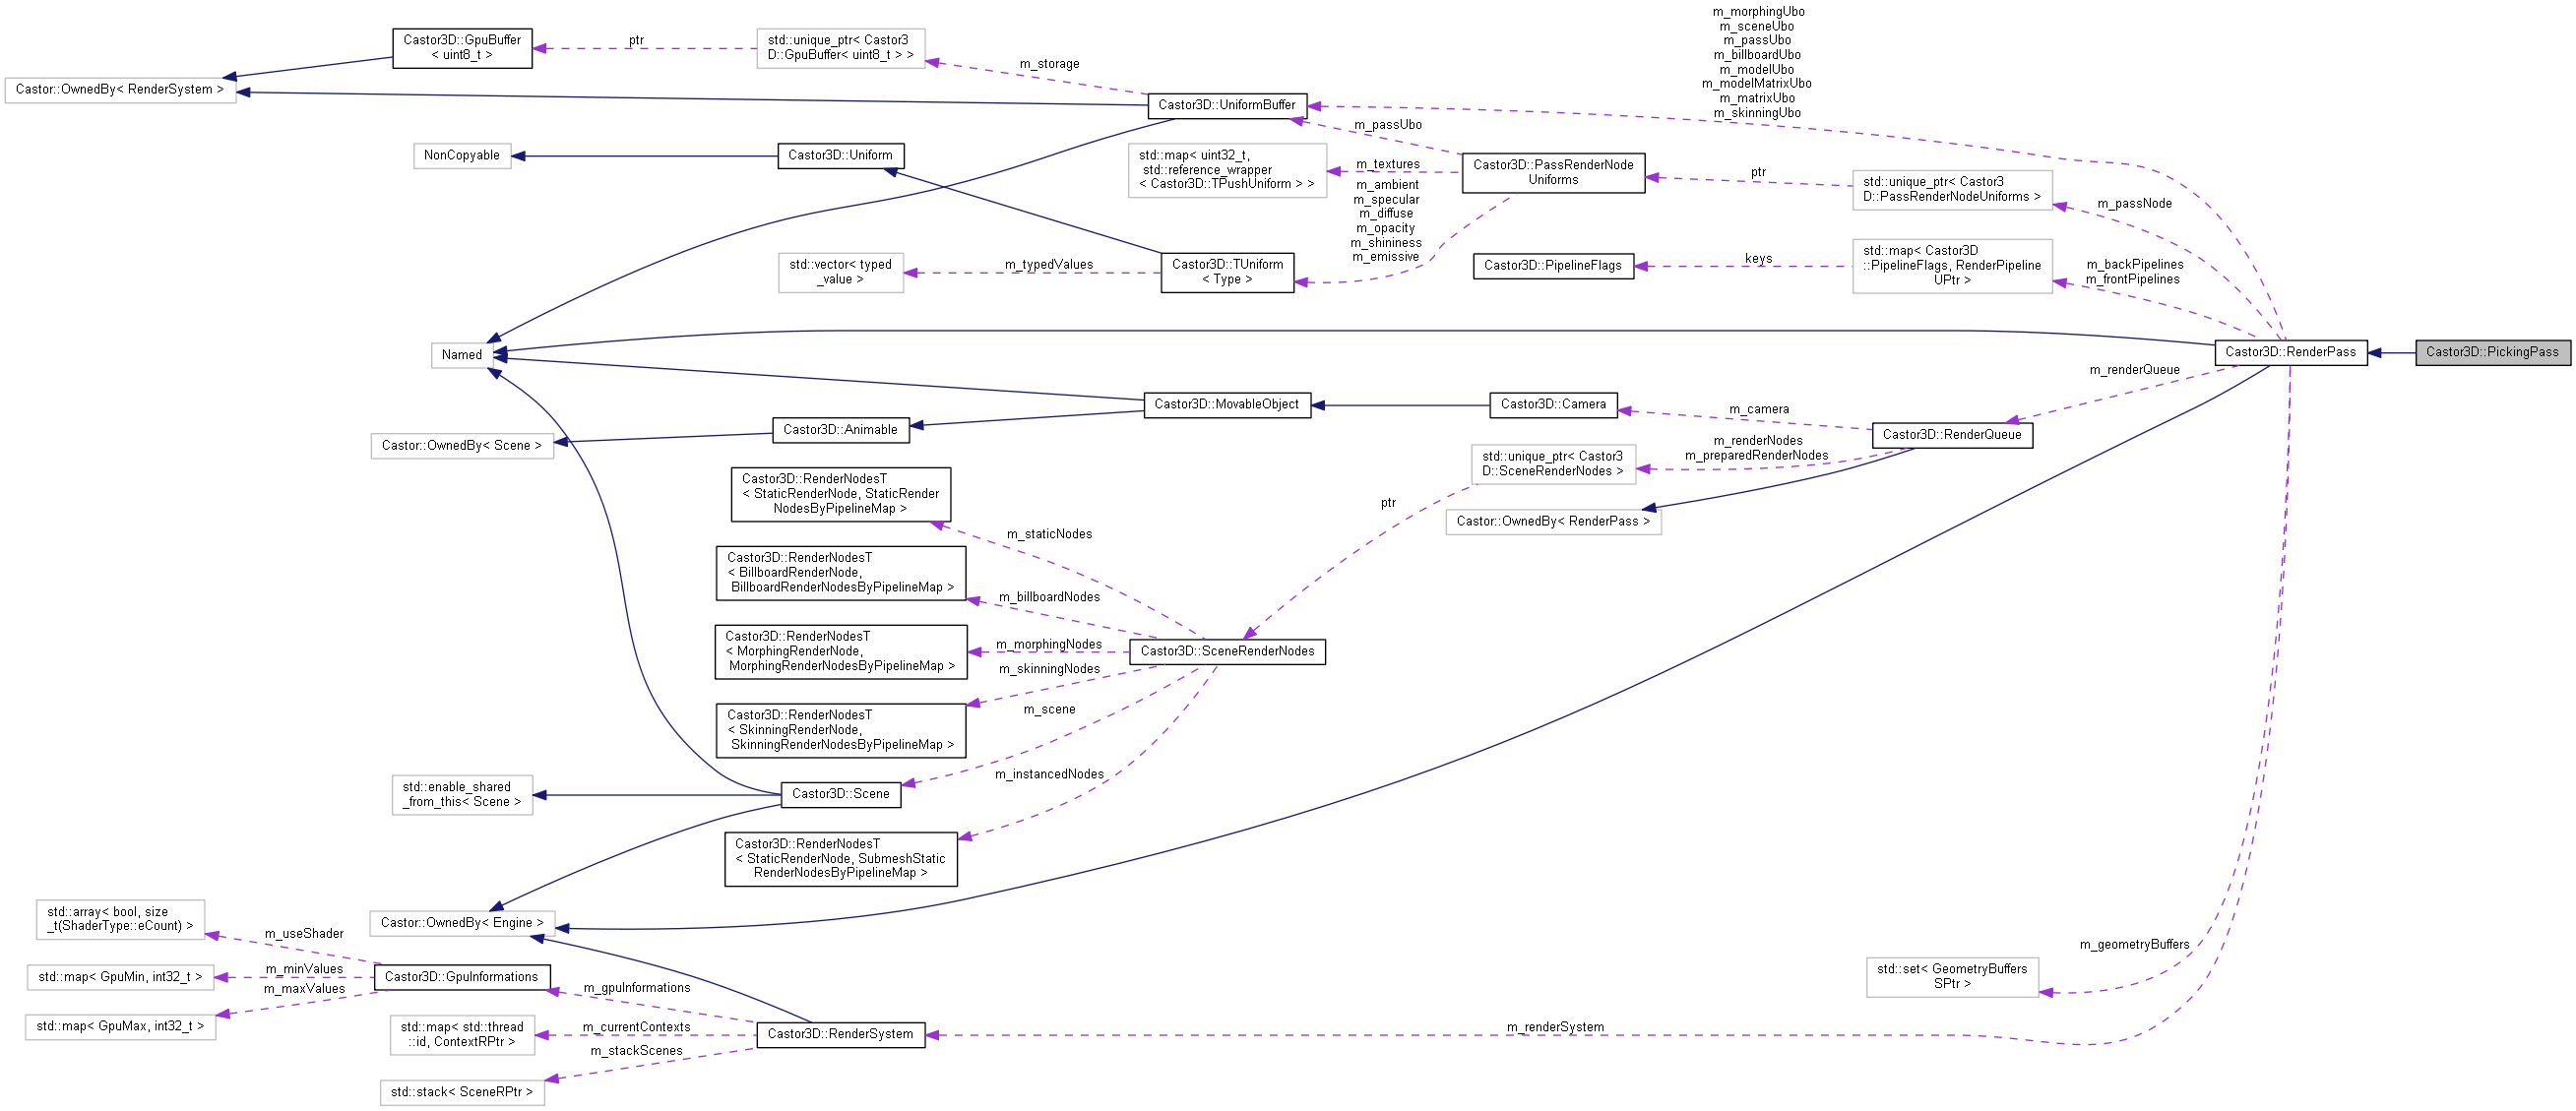 m_morphingUbo
m_sceneUbo
m_passUbo
m_billboardUbo
m_modelUbo
m_modelMatrixUbo
m_matrixUbo
m_skinningUbo
Castor3D::GpuBuffer
< uint8_t >
ptr
std::unique_ptr< Castor3
D::GpuBuffer< uint8_t > >
m_storage
Castor::OwnedBy< RenderSystem >
Castor3D::UniformBuffer
m_passUbo
NonCopyable
Castor3D::Uniform
std::map< uint32_t,
std::reference_wrapper
< Castor3D::TPushUniform > >
m_textures
Castor3D::PassRenderNode
Uniforms
ptr
std::unique_ptr< Castor3
D::PassRenderNodeUniforms >
m_passNode
m_ambient
m_specular
m_diffuse
m_opacity
m_shininess
m_emissive
std::vector< typed
_value >
m_typedValues
Castor3D::TUniform
< Type >
Castor3D::PipelineFlags
keys
std::map< Castor3D
::PipelineFlags, RenderPipeline
UPtr >
m_backPipelines
m_frontPipelines
Named
Castor3D::RenderPass
Castor3D::PickingPass
m_renderQueue
Castor3D::MovableObject
Castor3D::Camera
m_camera
Castor3D::Animable
Castor::OwnedBy< Scene >
Castor3D::RenderQueue
m_renderNodes
m_preparedRenderNodes
std::unique_ptr< Castor3
D::SceneRenderNodes >
ptr
Castor::OwnedBy< RenderPass >
Castor3D::RenderNodesT
< StaticRenderNode, StaticRender
NodesByPipelineMap >
m_staticNodes
Castor3D::RenderNodesT
< BillboardRenderNode,
BillboardRenderNodesByPipelineMap >
m_billboardNodes
Castor3D::RenderNodesT
< MorphingRenderNode,
MorphingRenderNodesByPipelineMap >
m_morphingNodes
Castor3D::SceneRenderNodes
m_skinningNodes
Castor3D::RenderNodesT
< SkinningRenderNode,
SkinningRenderNodesByPipelineMap >
m_scene
m_instancedNodes
std::enable_shared
_from_this< Scene >
Castor3D::Scene
Castor3D::RenderNodesT
< StaticRenderNode, SubmeshStatic
RenderNodesByPipelineMap >
std::array< bool, size
_t(ShaderType::eCount) >
Castor::OwnedBy< Engine >
m_useShader
m_geometryBuffers
std::map< GpuMin, int32_t >
m_minValues
m_maxValues
Castor3D::GpuInformations
m_gpuInformations
std::set< GeometryBuffers
SPtr >
std::map< GpuMax, int32_t >
std::map< std::thread
::id, ContextRPtr >
m_currentContexts
Castor3D::RenderSystem
m_renderSystem
m_stackScenes
std::stack< SceneRPtr >